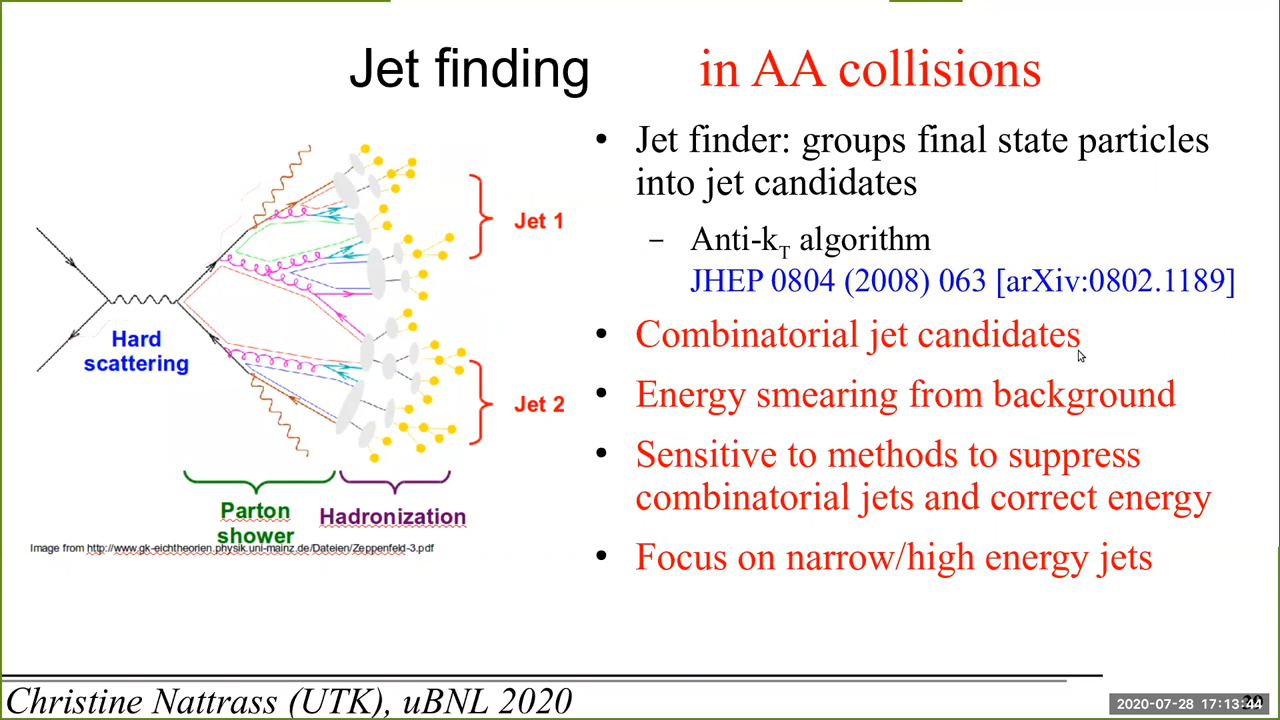 Jet finding in AA collisions
• Jet finder: groups final state particles
into jet candidates
– Anti-kT algorithm
JHEP 0804 (2008) 063 [arXiv:0802.1189]
• Combinatorial jet candidates
• Energy smearing from background
• Sensitive to methods to suppress
combinatorial jets and correct energy
• Focus on narrow/high energy jets
Jet 1
Hard
scattering
Jet 2
Parton
shower
Hadronization
Image from http://www.gk-eichtheorien.physik.uni-mainz.de/Dateien/Zeppenfeld-3.pdf
Christine Nattrass (UTK), uBNL 2020
2020-07-28 17:13:44